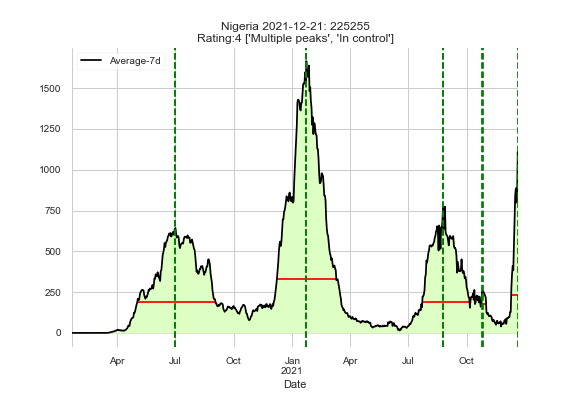 Nigeria 2021-12-21: 225255
Rating:4 ['Multiple peaks', 'In control']
Average-7d
1500
1250
1000
750
500
250
0
Apr Jul Oct Jan Apr Jul Oct
2021
Date